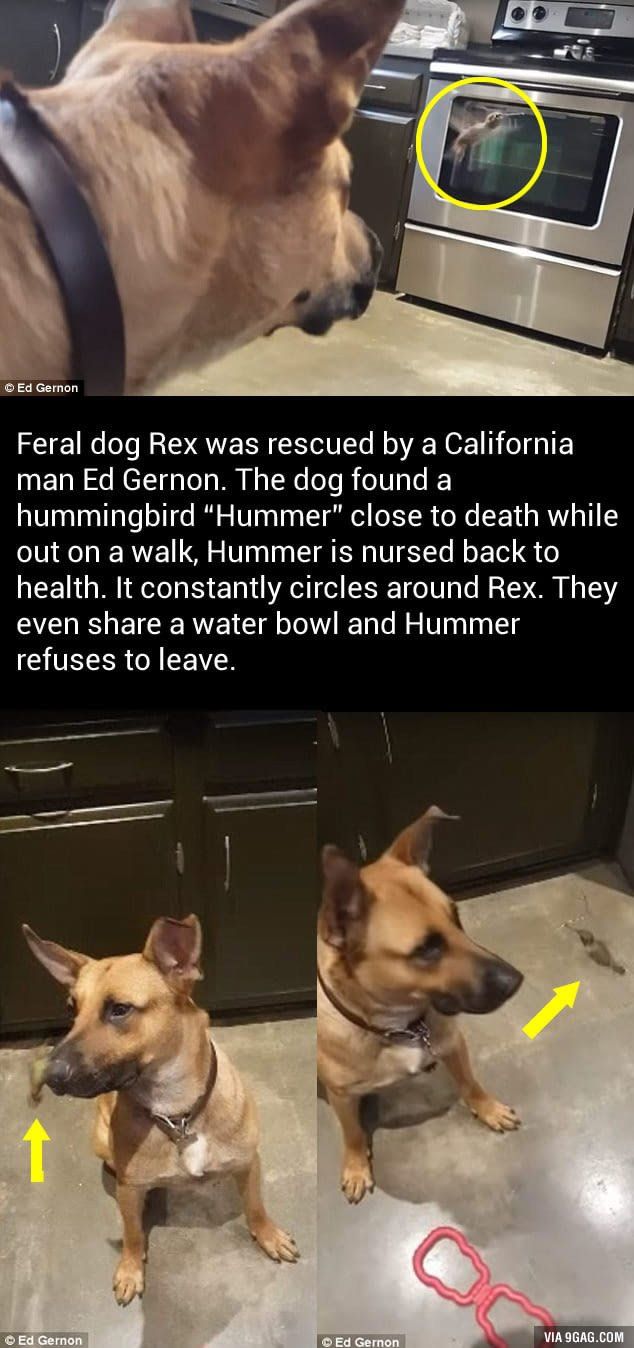 © Ed Gernon
Feral dog Rex was rescued by a California
man Ed Gernon. The dog found a
hummingbird “Hummer” close to death while
out on a walk, Hummer is nursed back to
health. It constantly circles around Rex. They
even share a water bowl and Hummer
refuses to leave.
© Ed Gernon
© Ed Gernon
VIA 9GAG.COM